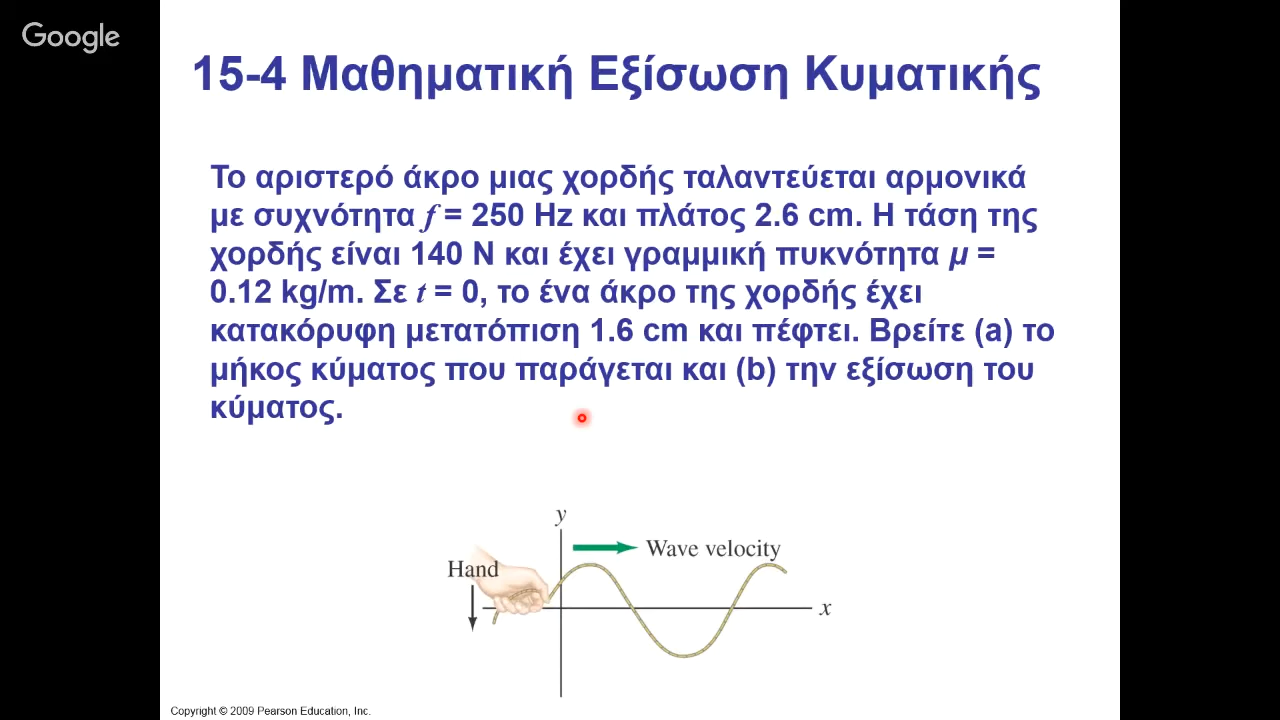 Google
15-4 Μαθηματική Εξίσωση Κυματικής
Το αριστερό άκρο μιας χορδής ταλαντεύεται αρμονικά
με συχνότητα f = 250 Hz και πλάτος 2.6 cm. Η τάση της
χορδής είναι 140 N και έχει γραμμική πυκνότητα μ =
0.12 kg/m. Σε t = 0, το ένα άκρο της χορδής έχει
κατακόρυφη μετατόπιση 1.6 cm και πέφτει. Βρείτε (a) το
μήκος κύματος που παράγεται και (b) την εξίσωση του
κύματος.
y
Wave velocity
Hand
x
Copyright © 2009 Pearson Education, Inc.